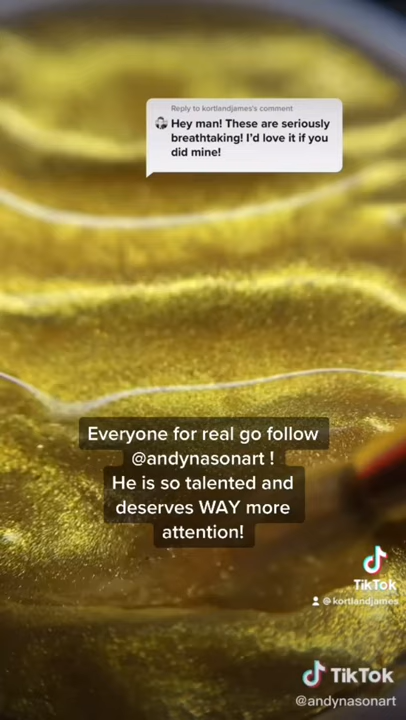 Reply to kortlandjames's comment
Hey man! These are seriously
breathtaking! I'd love it if you
did mine!
Everyone for real go follow
@andynasonart !
He is so talented and
deserves WAY more
attention!
TikTok
@kortlandjames
TikTok
@andynasonart